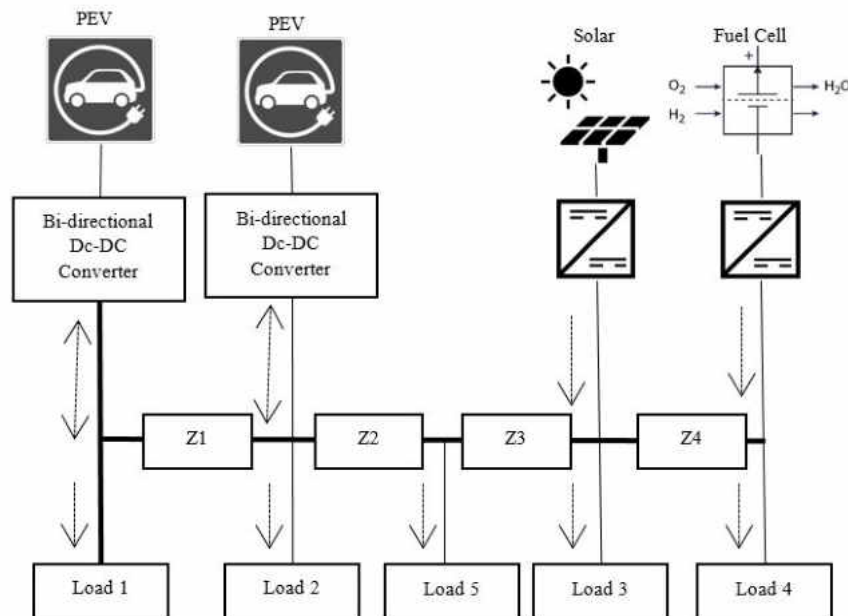 PEV
PEV
Solar
Fuel Cell
+
O2
H2O
H2
Bi-directional
Dc-DC
Converter
Bi-directional
Dc-DC
Converter
Z1
Z2
Z3
Z4
Load 1
Load 2
Load 5
Load 3
Load 4